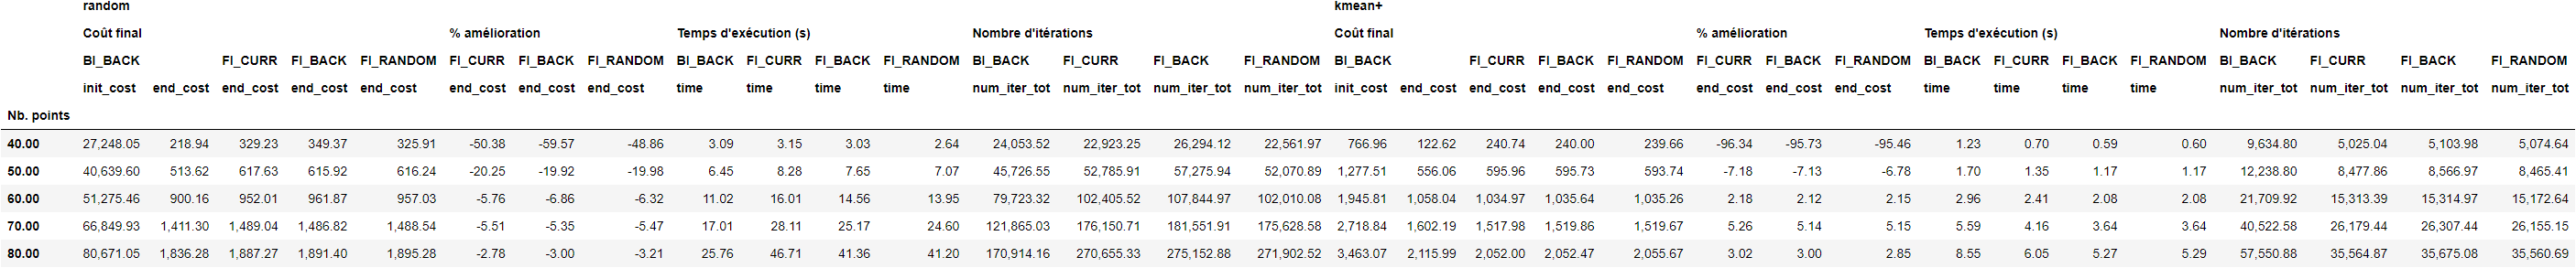 random kmean+
Coût final % amélioration Temps d'exécution (s) Nombre d'itérations Coût final % amélioration Temps d'exécution (s) Nombre d'itérations
BI_BACK FI_CURR FI_BACK FI_RANDOM FI_CURR FI_BACK FI_RANDOM BI_BACK FI_CURR FI_BACK FI_RANDOM BI_BACK FI_CURR FI_BACK FI_RANDOM BI_BACK FI_CURR FI_BACK FI_RANDOM FI_CURR FI_BACK FI_RANDOM BI_BACK FI_CURR FI_BACK FI_RANDOM BI_BACK FI_CURR FI_BACK FI_RANDOM
init_cost end_cost end_cost end_cost end_cost end_cost end_cost end_cost time time time time num_iter_tot num_iter_tot num_iter_tot num_iter_tot init_cost end_cost end_cost end_cost end_cost end_cost end_cost end_cost time time time time num_iter_tot num_iter_tot num_iter_tot num_iter_tot
Nb. points
40.00 27,248.05 218.94 329.23 349.37 325.91 -50.38 -59.57 -48.86 3.09 3.15 3.03 2.64 24,053.52 22,923.25 26,294.12 22,561.97 766.96 122.62 240.74 240.00 239.66 -96.34 -95.73 -95.46 1.23 0.70 0.59 0.60 9,634.80 5,025.04 5,103.98 5,074.64
50.00 40,639.60 513.62 617.63 615.92 616.24 -20.25 -19.92 -19.98 6.45 8.28 7.65 7.07 45,726.55 52,785.91 57,275.94 52,070.89 1,277.51 556.06 595.96 595.73 593.74 -7.18 -7.13 -6.78 1.70 1.35 1.17 1.17 12,238.80 8,477.86 8,566.97 8,465.41
60.00 51,275.46 900.16 952.01 961.87 957.03 -5.76 -6.86 -6.32 11.02 16.01 14.56 13.95 79,723.32 102,405.52 107,844.97 102,010.08 1,945.81 1,058.04 1,034.97 1,035.64 1,035.26 2.18 2.12 2.15 2.96 2.41 2.08 2.08 21,709.92 15,313.39 15,314.97 15,172.64
70.00 66,849.93 1,411.30 1,489.04 1,486.82 1,488.54 -5.51 -5.35 -5.47 17.01 28.11 25.17 24.60 121,865.03 176,150.71 181,551.91 175,628.58 2,718.84 1,602.19 1,517.98 1,519.86 1,519.67 5.26 5.14 5.15 5.59 4.16 3.64 3.64 40,522.58 26,179.44 26,307.44 26,155.15
80.00 80,671.05 1,836.28 1,887.27 1,891.40 1,895.28 -2.78 -3.00 -3.21 25.76 46.71 41.36 41.20 170,914.16 270,655.33 275,152.88 271,902.52 3,463.07 2,115.99 2,052.00 2,052.47 2,055.67 3.02 3.00 2.85 8.55 6.05 5.27 5.29 57,550.88 35,564.87 35,675.08 35,560.69